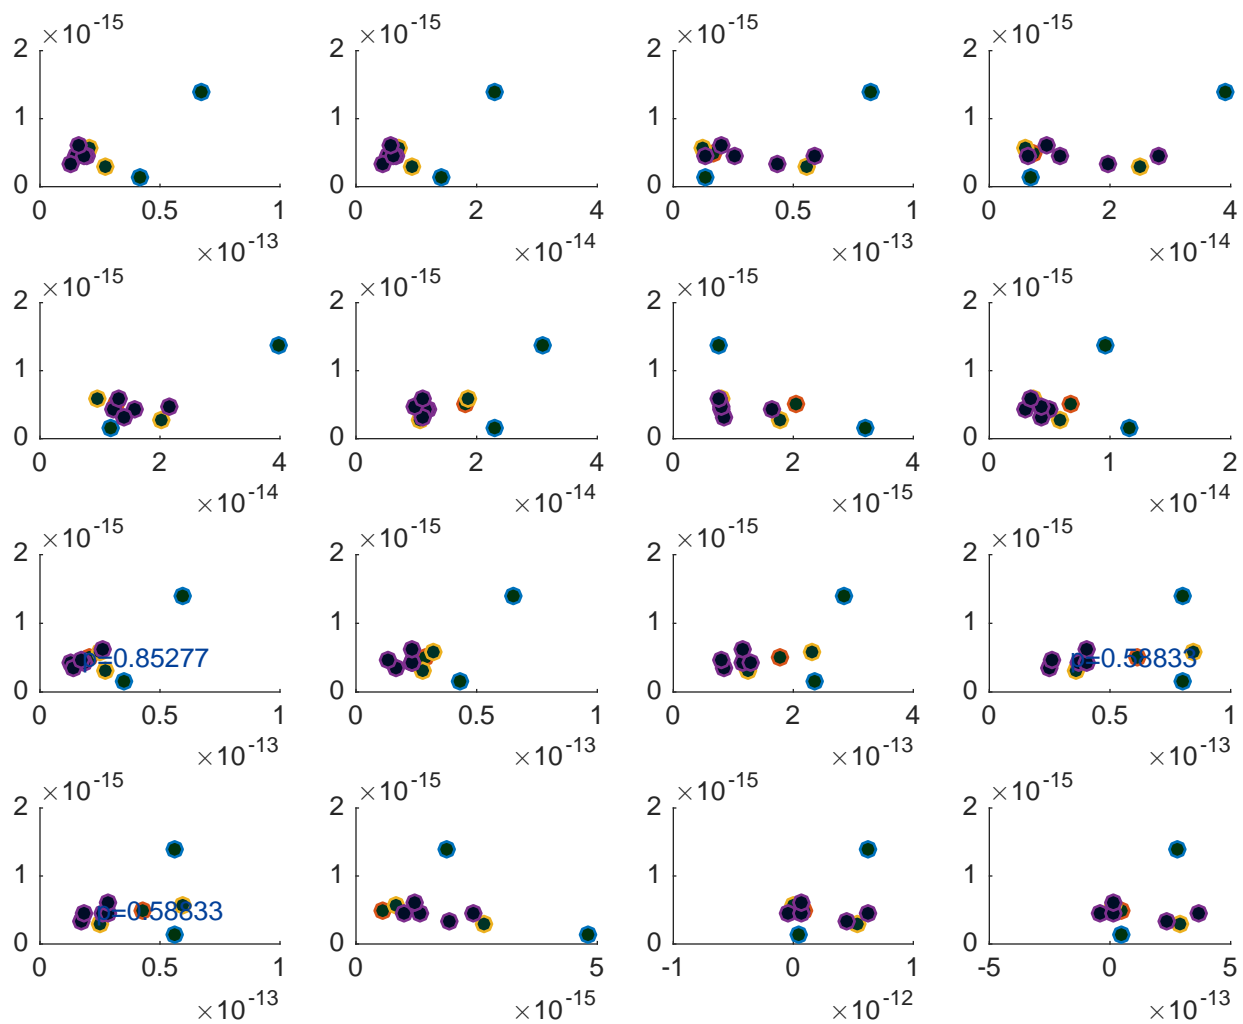 ×10-15 ×10-15 ×10-15 ×10-15
2 2 2 2
1 1 1 1
0 0 0 0
0 0.5 1 0 2 4 0 0.5 1 0 2 4
×10-13 ×10-14 ×10-13 ×10-14
×10-15 ×10-15 ×10-15 ×10-15
2 2 2 2
1 1 1 1
0 0 0 0
0 2 4 0 2 4 0 2 4 0 1 2
×10-14 ×10-12 ×10-15 ×10-14
×10-15 ×10-15 ×10-15 ×10-15
2 2 2 2
1 1 1 1
p=0.85277 p=0.58833
0 0 0 0
0 0.5 1 0 0.5 1 0 2 4 0 0.5 1
×10-13 ×10-13 ×10-13 ×10-13
×10-15 ×10-15 ×10-15 ×10-15
2 2 2 2
1 1 1 1
p=0.58833
0 0 0 0
0 0.5 1 0 5 -1 0 1 -5 0 5
×10-13 ×10-15 ×10-12 ×10-13